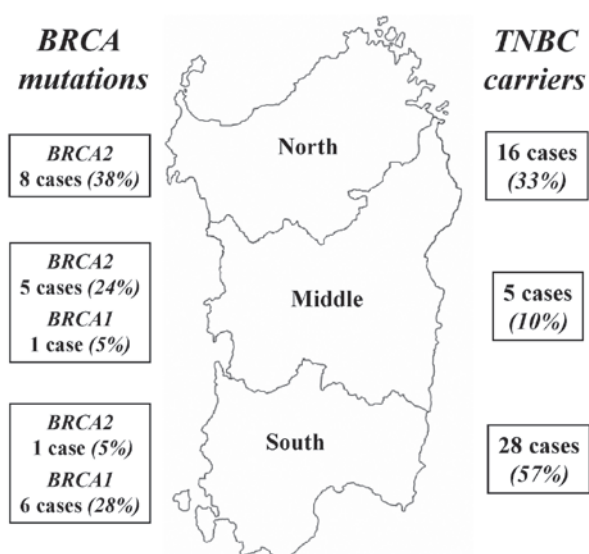 BRCA
mutations
TNBC
carriers
BRCA2
8 cases (38%)
North
16 cases
(33%)
BRCA2
5 cases (24%)
BRCA1
1 case (5%)
Middle
5 cases
(10%)
BRCA2
1 case (5%)
BRCA1
6 cases (28%)
South
28 cases
(57%)